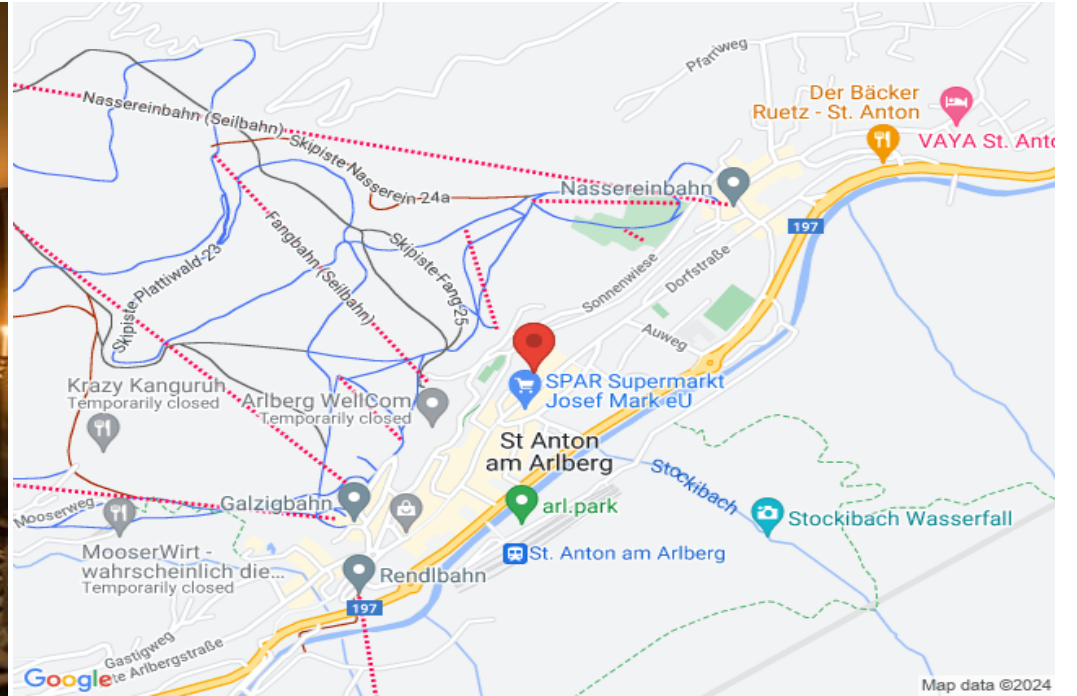 Pfarrweg
Der Bäcker
Ruetz - St. Anton
VAYA St. Anto
Nassereinbahn (Seilbahn)
Skipiste-Nasserein-24a
Nassereinbahn
197
Fangbahn (Seilbahn)
Skipiste-Fang-25
Skipiste Plattiwald-23
Sonnenwiese
Dorfstraße
Auweg
Krazy Kanguruh
Temporarily closed
Arlberg WellCom
Temporarily closed
SPAR Supermarkt
Josef Mark eU
St Anton
am Arlberg
Stockibach
Mooserweg
Galzigbahn
arl.park
Stockibach Wasserfall
MooserWirt -
wahrscheinlich die...
Temporarily closed
St. Anton am Arlberg
Rendlbahn
197
Gastigweg
te Arlbergstraße
Google
Map data ©2024